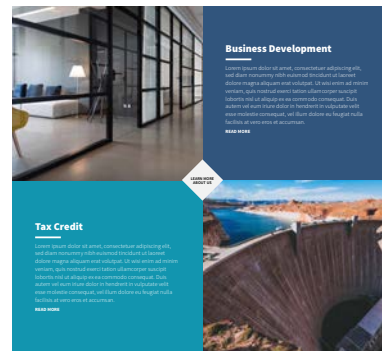 Business Development
Lorem ipsum dolor sit amet, consectetuer adipiscing elit,
sed diam nonummy nibh euismod tincidunt ut laoreet
dolore magna aliquam erat volutpat. Ut wisi enim ad minim
veniam, quis nostrud exerci tation ullamcorper suscipit
lobortis nisl ut aliquip ex ea commodo consequat. Duis
autem vel eum iriure dolor in hendrerit in vulputate velit
esse molestie consequat, vel illum dolore eu feugiat nulla
facilisis at vero eros et accumsan.
READ MORE
LEARN MORE
ABOUT US
Tax Credit
Lorem ipsum dolor sit amet, consectetuer adipiscing elit,
sed diam nonummy nibh euismod tincidunt ut laoreet
dolore magna aliquam erat volutpat. Ut wisi enim ad minim
veniam, quis nostrud exerci tation ullamcorper suscipit
lobortis nisl ut aliquip ex ea commodo consequat. Duis
autem vel eum iriure dolor in hendrerit in vulputate velit
esse molestie consequat, vel illum dolore eu feugiat nulla
facilisis at vero eros et accumsan.
READ MORE